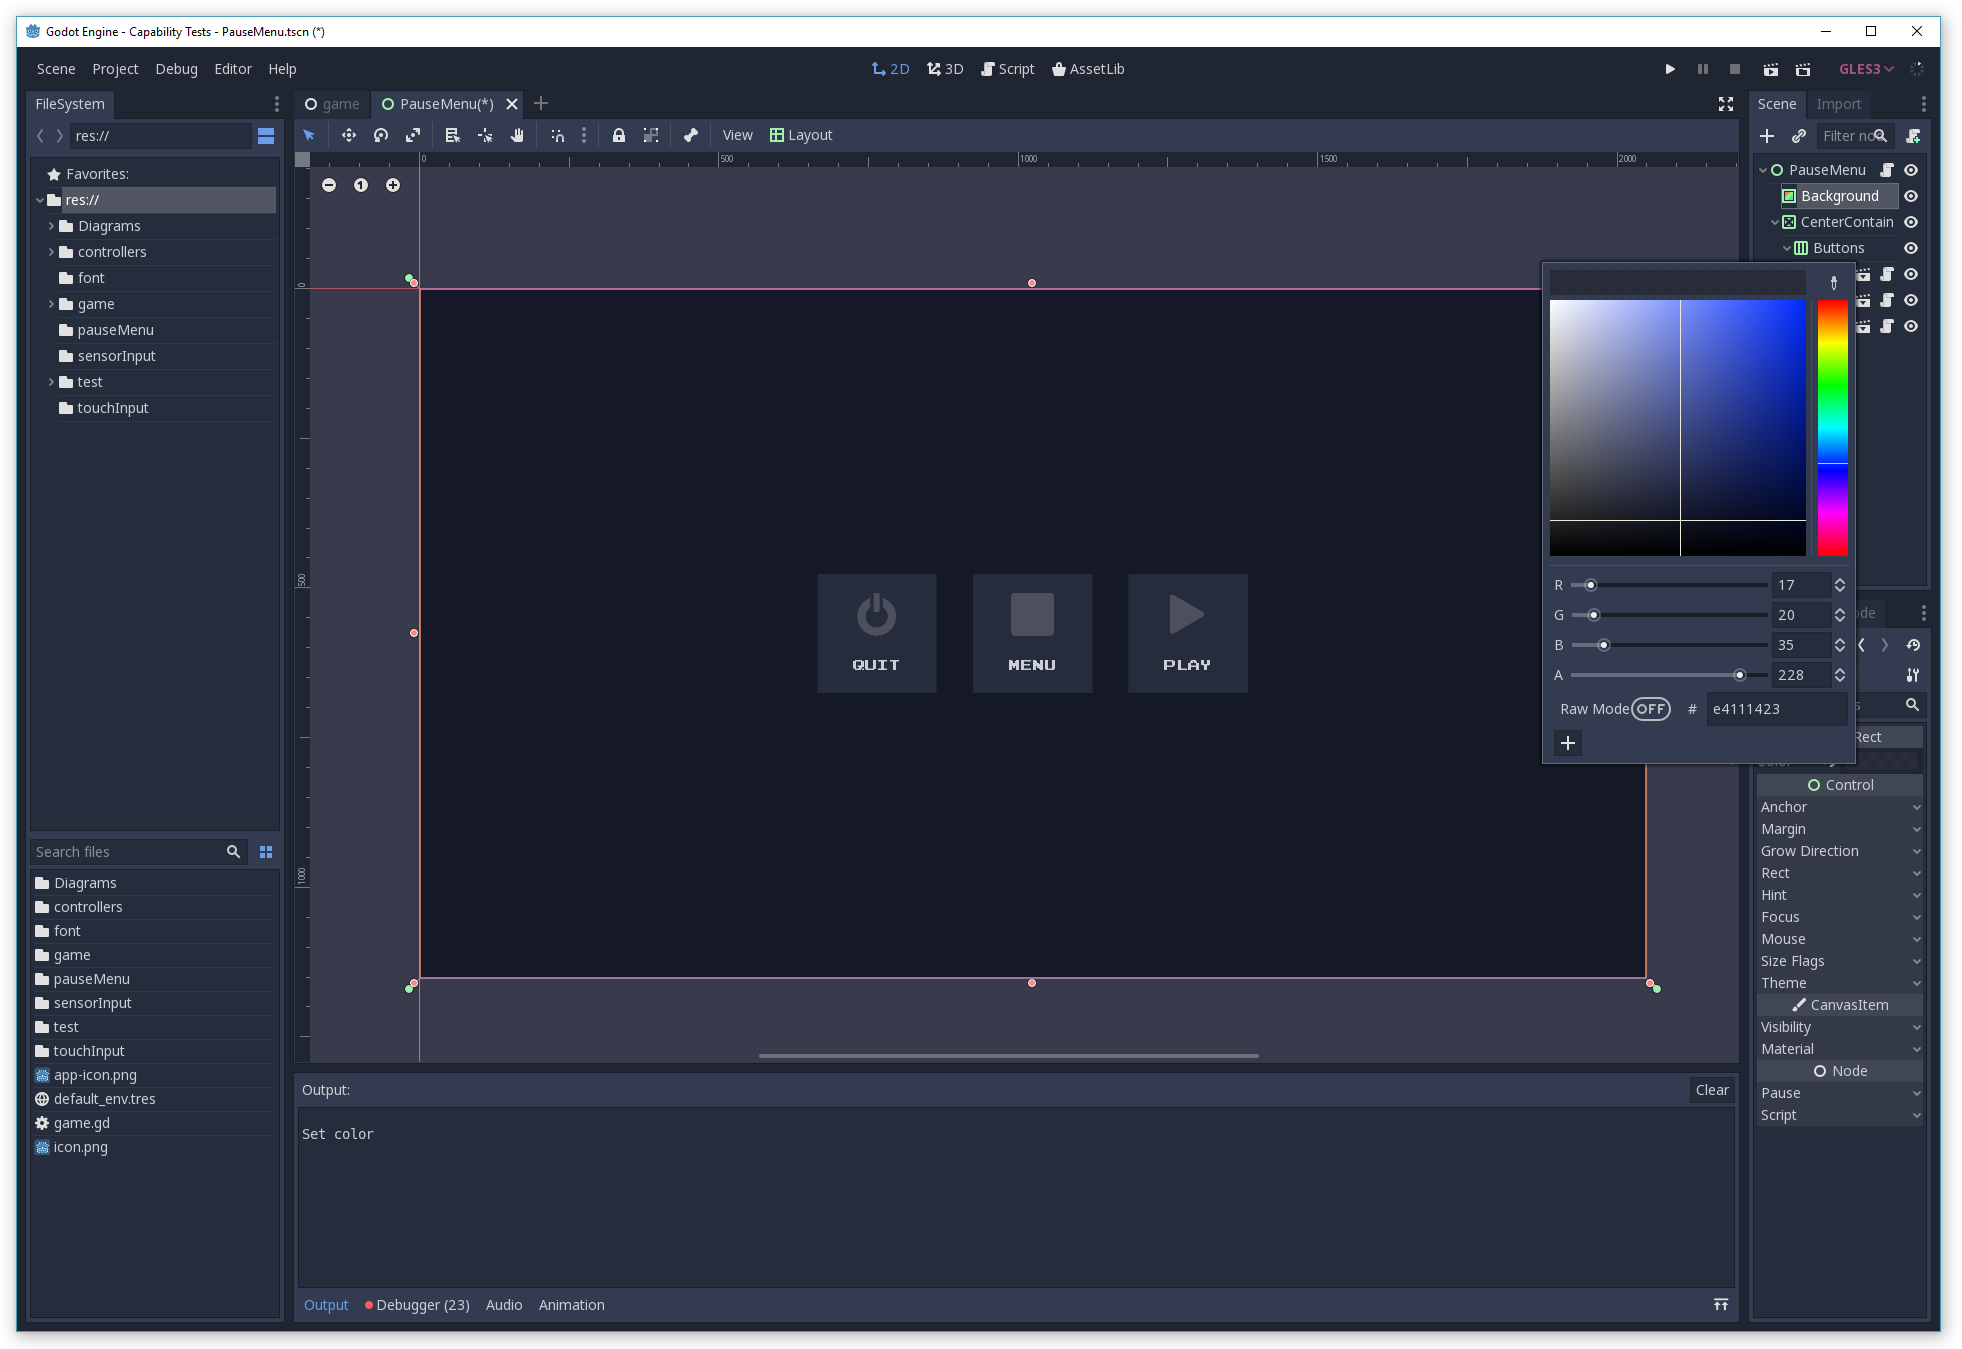 Godot Engine - Capability Tests - PauseMenu.tscn (*)
Scene Project Debug Editor Help
2D 3D Script AssetLib
GLES3
FileSystem
game PauseMenu(*)
Scene Import
res://
View Layout
Filter no
Favorites:
res://
Diagrams
controllers
font
game
pauseMenu
sensorInput
test
touchInput
Search files
Diagrams
controllers
font
game
pauseMenu
sensorInput
test
touchInput
app-icon.png
default_env.tres
game.gd
icon.png
0 500 1000 1500 2000
0
500
1000
1
QUIT MENU PLAY
PauseMenu
Background
CenterContain
Buttons
R 17
G 20
B 35
A 228
Raw Mode OFF # e4111423
ode
s
Rect
Control
Anchor
Margin
Grow Direction
Rect
Hint
Focus
Mouse
Size Flags
Theme
CanvasItem
Visibility
Material
Node
Pause
Script
Output:
Clear
Set color
Output Debugger (23) Audio Animation